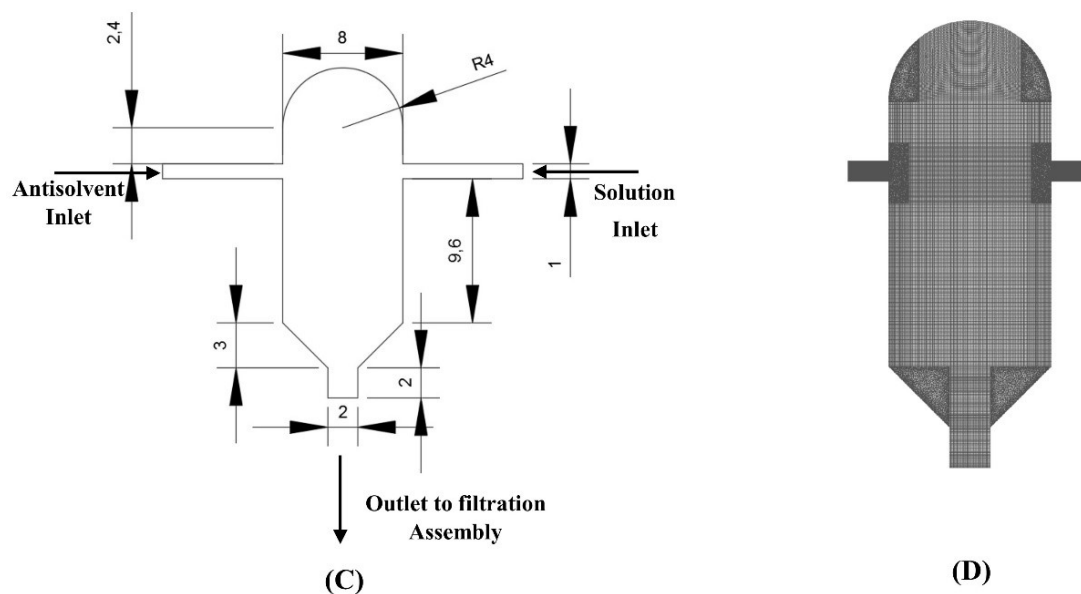 2,4
8
R4
Antisolvent
Inlet
Solution
Inlet
9,6
1
3
2
2
Outlet to filtration
Assembly
(C)
(D)